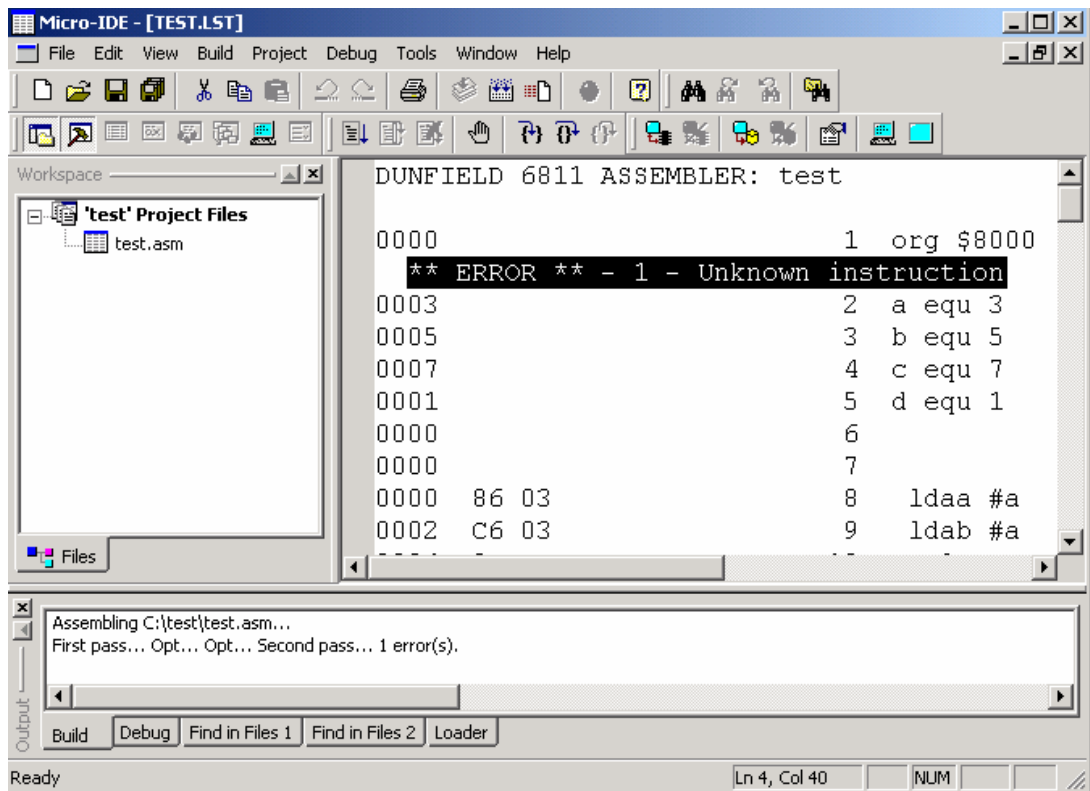 Micro-IDE - [TEST.LST]
File Edit View Build Project Debug Tools Window Help
Workspace
'test' Project Files
test.asm
Files
DUNFIELD 6811 ASSEMBLER: test
0000 1 org $8000
** ERROR ** - 1 - Unknown instruction
0003 2 a equ 3
0005 3 b equ 5
0007 4 c equ 7
0001 5 d equ 1
0000 6
0000 7
0000 86 03 8 ldaa #a
0002 C6 03 9 ldab #a
Output
Assembling C:\test\test.asm...
First pass... Opt... Opt... Second pass... 1 error(s).
Build Debug Find in Files 1 Find in Files 2 Loader
Ready Ln 4, Col 40 NUM